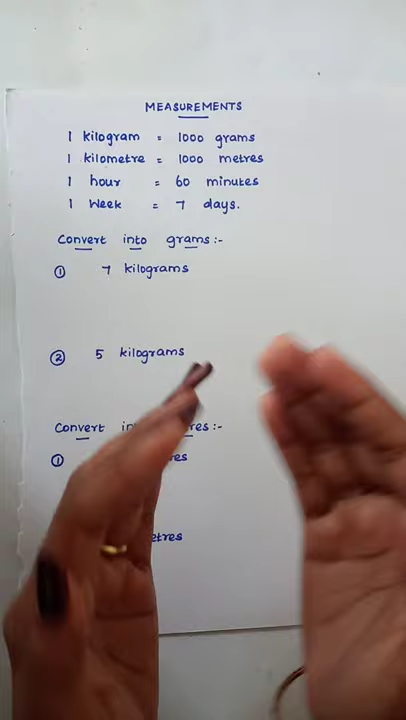 MEASUREMENTS
1 kilogram = 1000 grams
1 kilometre = 1000 metres
1 hour = 60 minutes
1 Week = 7 days.
Convert into grams:-
① 7 kilograms
② 5 kilograms
Convert
①